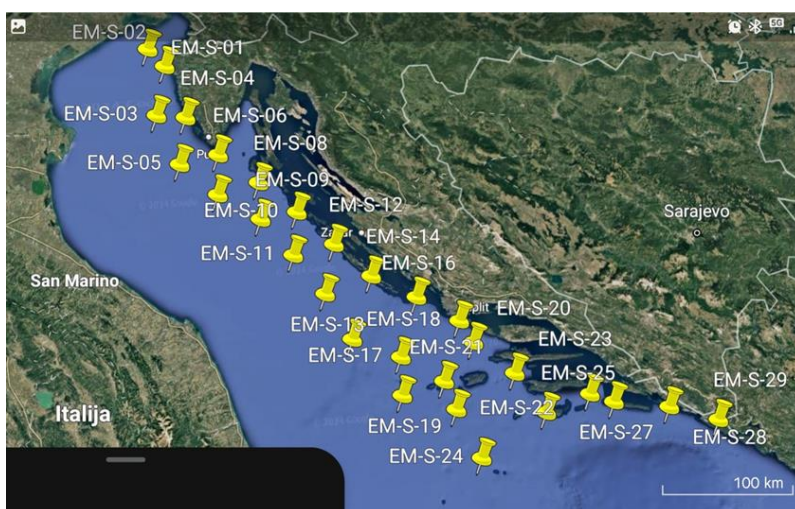 5G
EM-S-02
EM-S-01
EM-S-04
EM-S-03
EM-S-06
EM-S-08
EM-S-05
EM-S-09
EM-S-10
EM-S-12
EM-S-14
EM-S-11
EM-S-16
Sarajevo
San Marino
EM-S-13
EM-S-18
EM-S-20
EM-S-17
EM-S-21
EM-S-23
EM-S-25
EM-S-29
EM-S-22
EM-S-19
EM-S-27
EM-S-28
Italija
EM-S-24
100 km